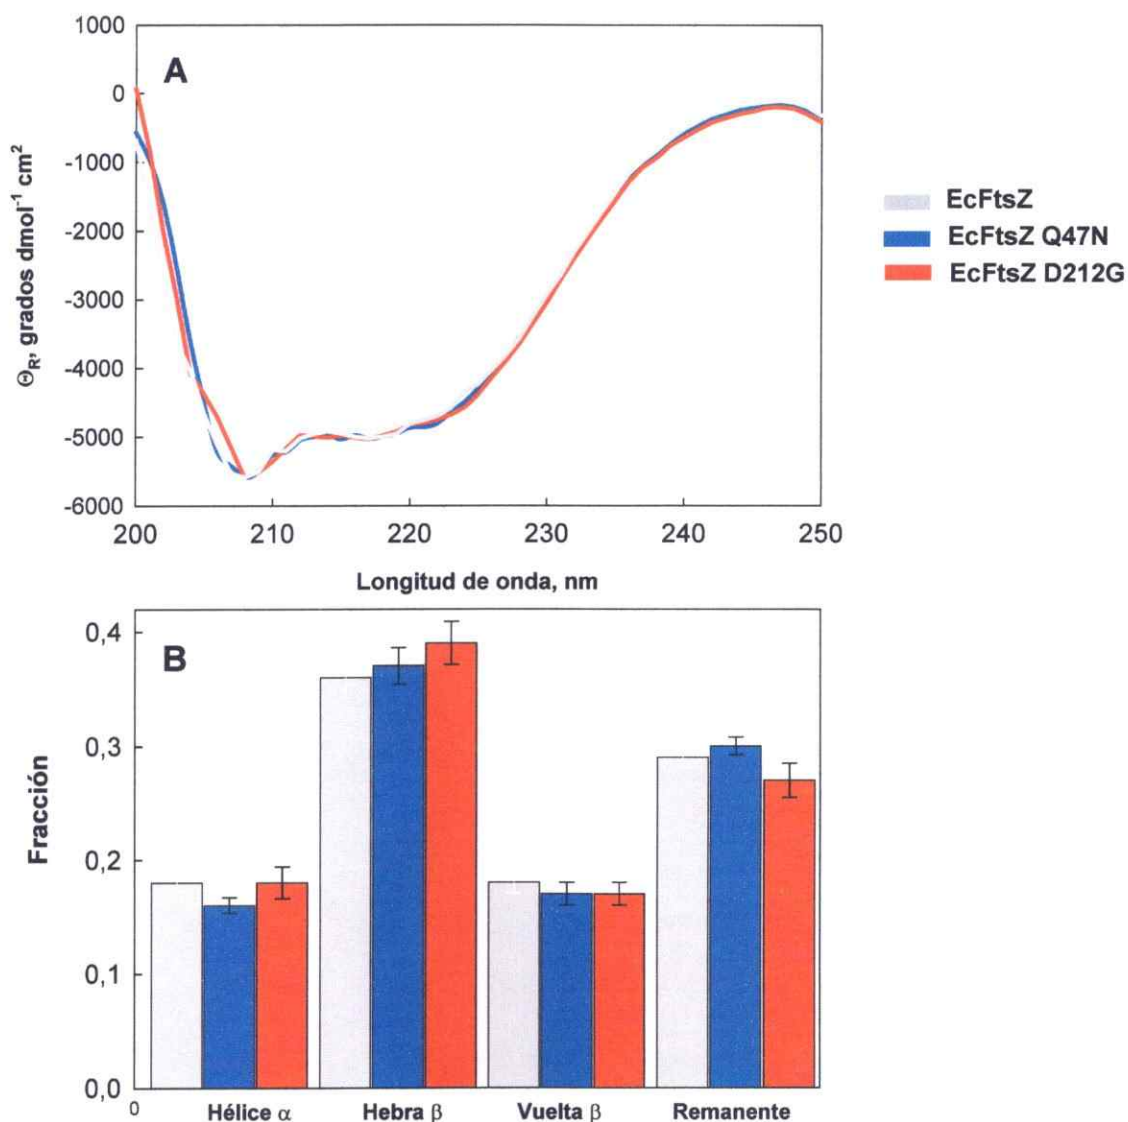 A
1000
0
-1000
-2000
-3000
-4000
-5000
-6000
Θ_R, grados dmol⁻¹ cm²
200 210 220 230 240 250
Longitud de onda, nm
EcFtsZ
EcFtsZ Q47N
EcFtsZ D212G
B
0,4
0,3
0,2
0,1
0,0
Fracción
0 Hélice α Hebra β Vuelta β Remanente